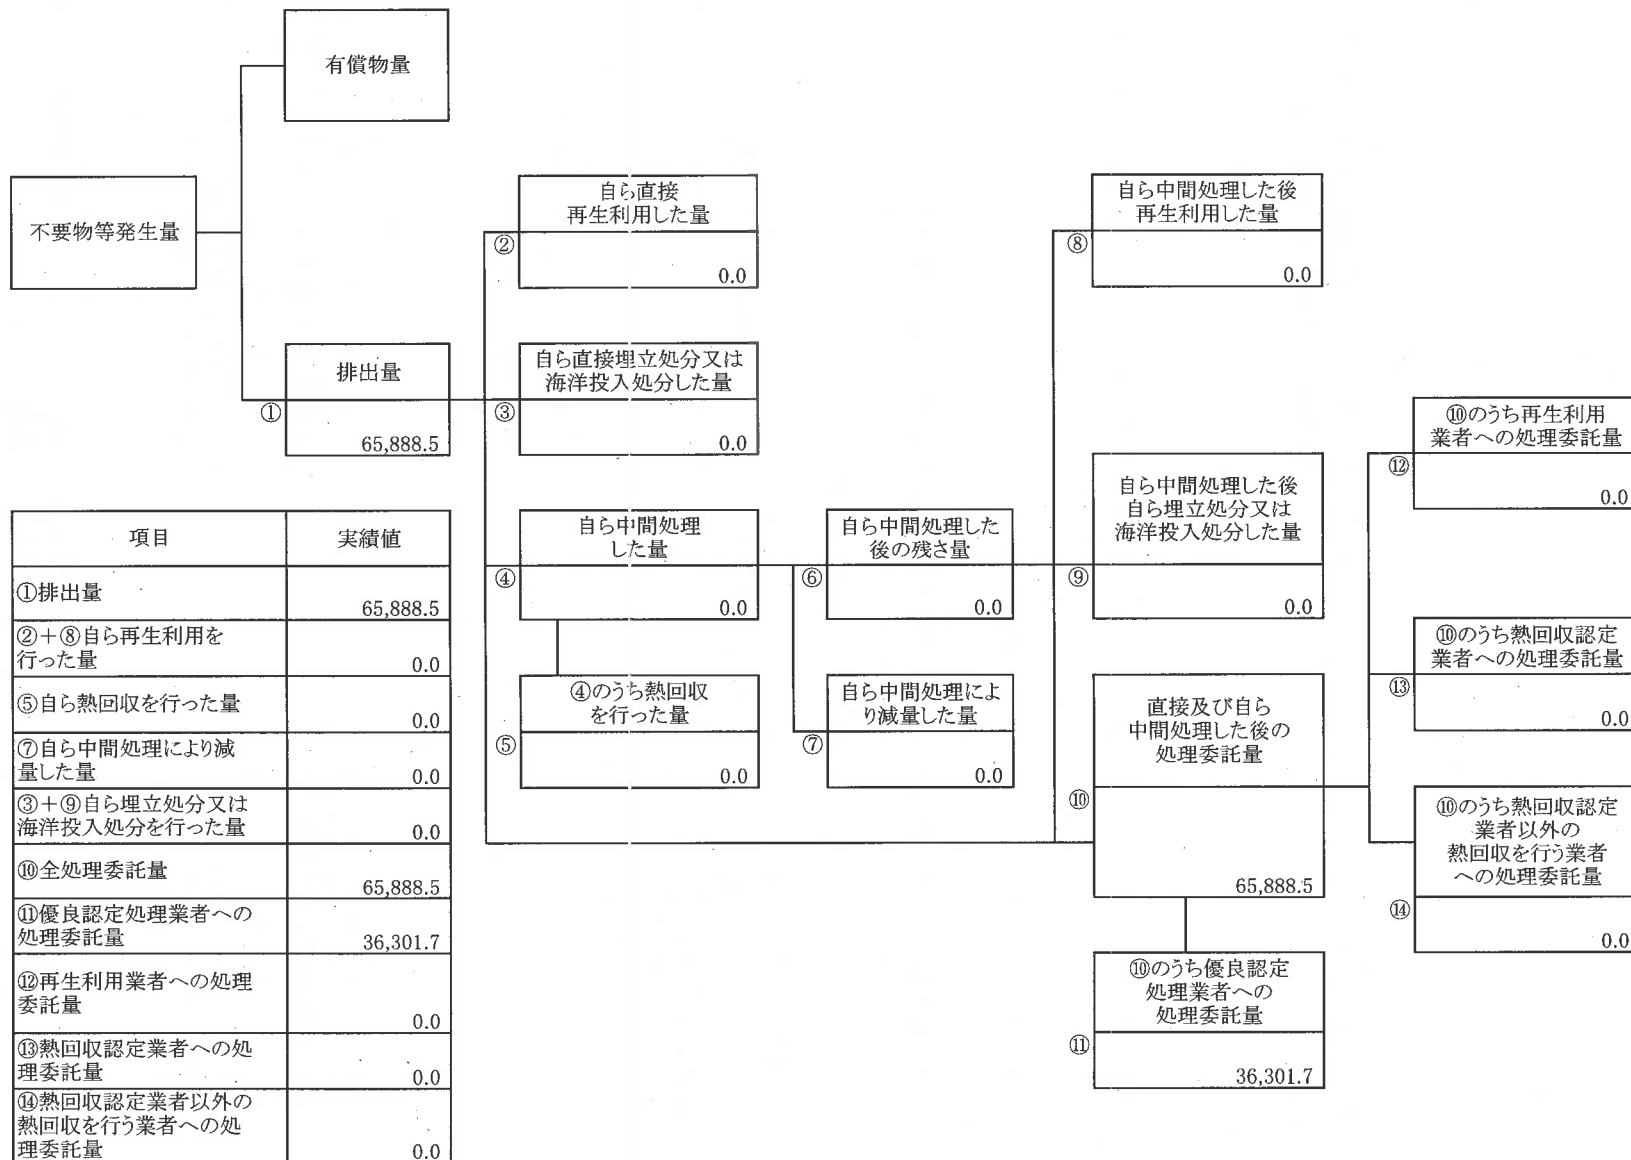 有償物量
不要物等発生量
排出量
①
65,888.5
自ら直接
再生利用した量
②
0.0
自ら直接埋立処分又は
海洋投入処分した量
③
0.0
自ら中間処理
した量
④
0.0
④のうち熱回収
を行った量
⑤
0.0
自ら中間処理した
後の残さ量
⑥
0.0
自ら中間処理によ
り減量した量
⑦
0.0
自ら中間処理した後
再生利用した量
⑧
0.0
自ら中間処理した後
自ら埋立処分又は
海洋投入処分した量
⑨
0.0
直接及び自ら
中間処理した後の
処理委託量
⑩
65,888.5
⑩のうち優良認定
処理業者への
処理委託量
⑪
36,301.7
⑩のうち再生利用
業者への処理委託量
⑫
0.0
⑩のうち熱回収認定
業者への処理委託量
⑬
0.0
⑩のうち熱回収認定
業者以外の
熱回収を行う業者
への処理委託量
⑭
0.0
項目 実績値
①排出量
65,888.5
②+⑧自ら再生利用を
行った量
0.0
⑤自ら熱回収を行った量
0.0
⑦自ら中間処理により減
量した量
0.0
③+⑨自ら埋立処分又は
海洋投入処分を行った量
0.0
⑩全処理委託量
65,888.5
⑪優良認定処理業者への
処理委託量
36,301.7
⑫再生利用業者への処理
委託量
0.0
⑬熱回収認定業者への処
理委託量
0.0
⑭熱回収認定業者以外の
熱回収を行う業者への処
理委託量
0.0